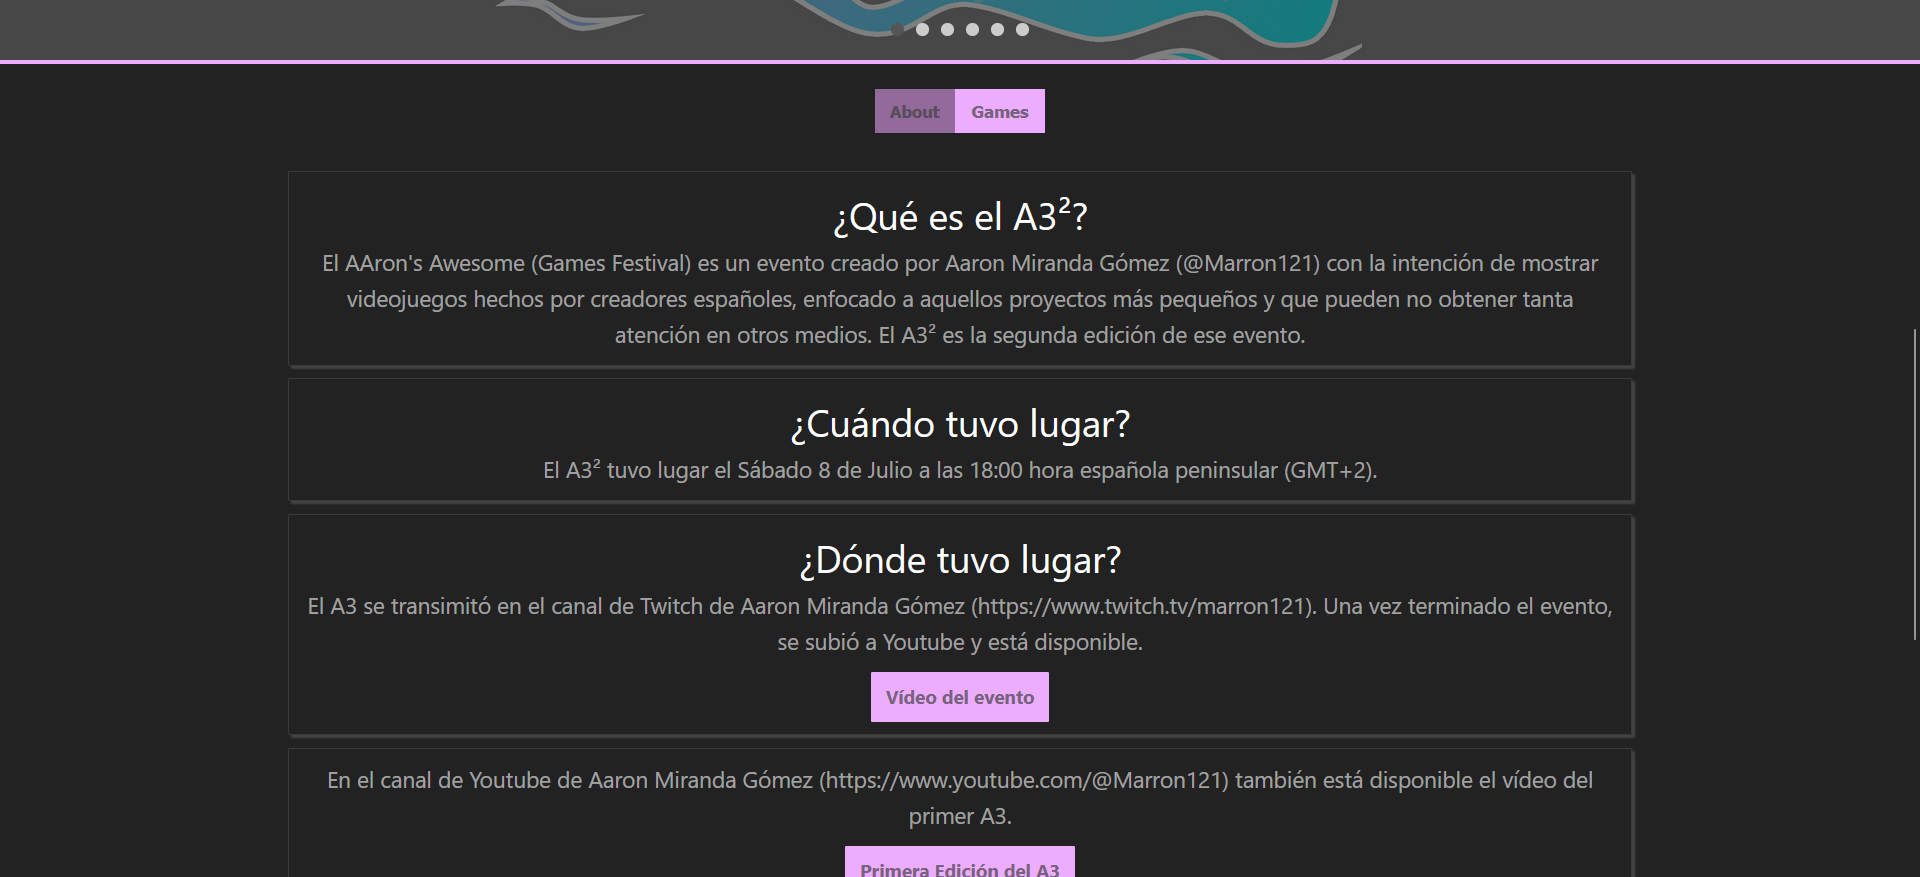 About Games
¿Qué es el A3²?
El AAron's Awesome (Games Festival) es un evento creado por Aaron Miranda Gómez (@Marron121) con la intención de mostrar
videojuegos hechos por creadores españoles, enfocado a aquellos proyectos más pequeños y que pueden no obtener tanta
atención en otros medios. El A3² es la segunda edición de ese evento.
¿Cuándo tuvo lugar?
El A3² tuvo lugar el Sábado 8 de Julio a las 18:00 hora española peninsular (GMT+2).
¿Dónde tuvo lugar?
El A3 se transimitó en el canal de Twitch de Aaron Miranda Gómez (https://www.twitch.tv/marron121). Una vez terminado el evento,
se subió a Youtube y está disponible.
Vídeo del evento
En el canal de Youtube de Aaron Miranda Gómez (https://www.youtube.com/@Marron121) también está disponible el vídeo del
primer A3.
Primera Edición del A3